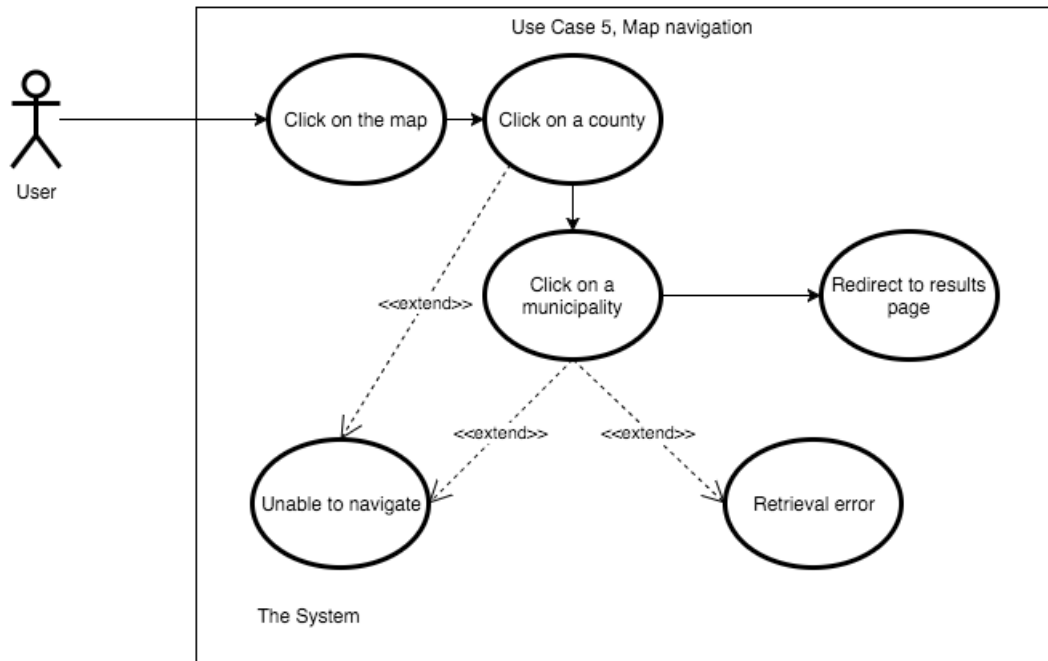 Use Case 5, Map navigation
Click on the map
Click on a county
User
Click on a
municipality
Redirect to results
page
<<extend>>
<<extend>>
<<extend>>
Unable to navigate
Retrieval error
The System